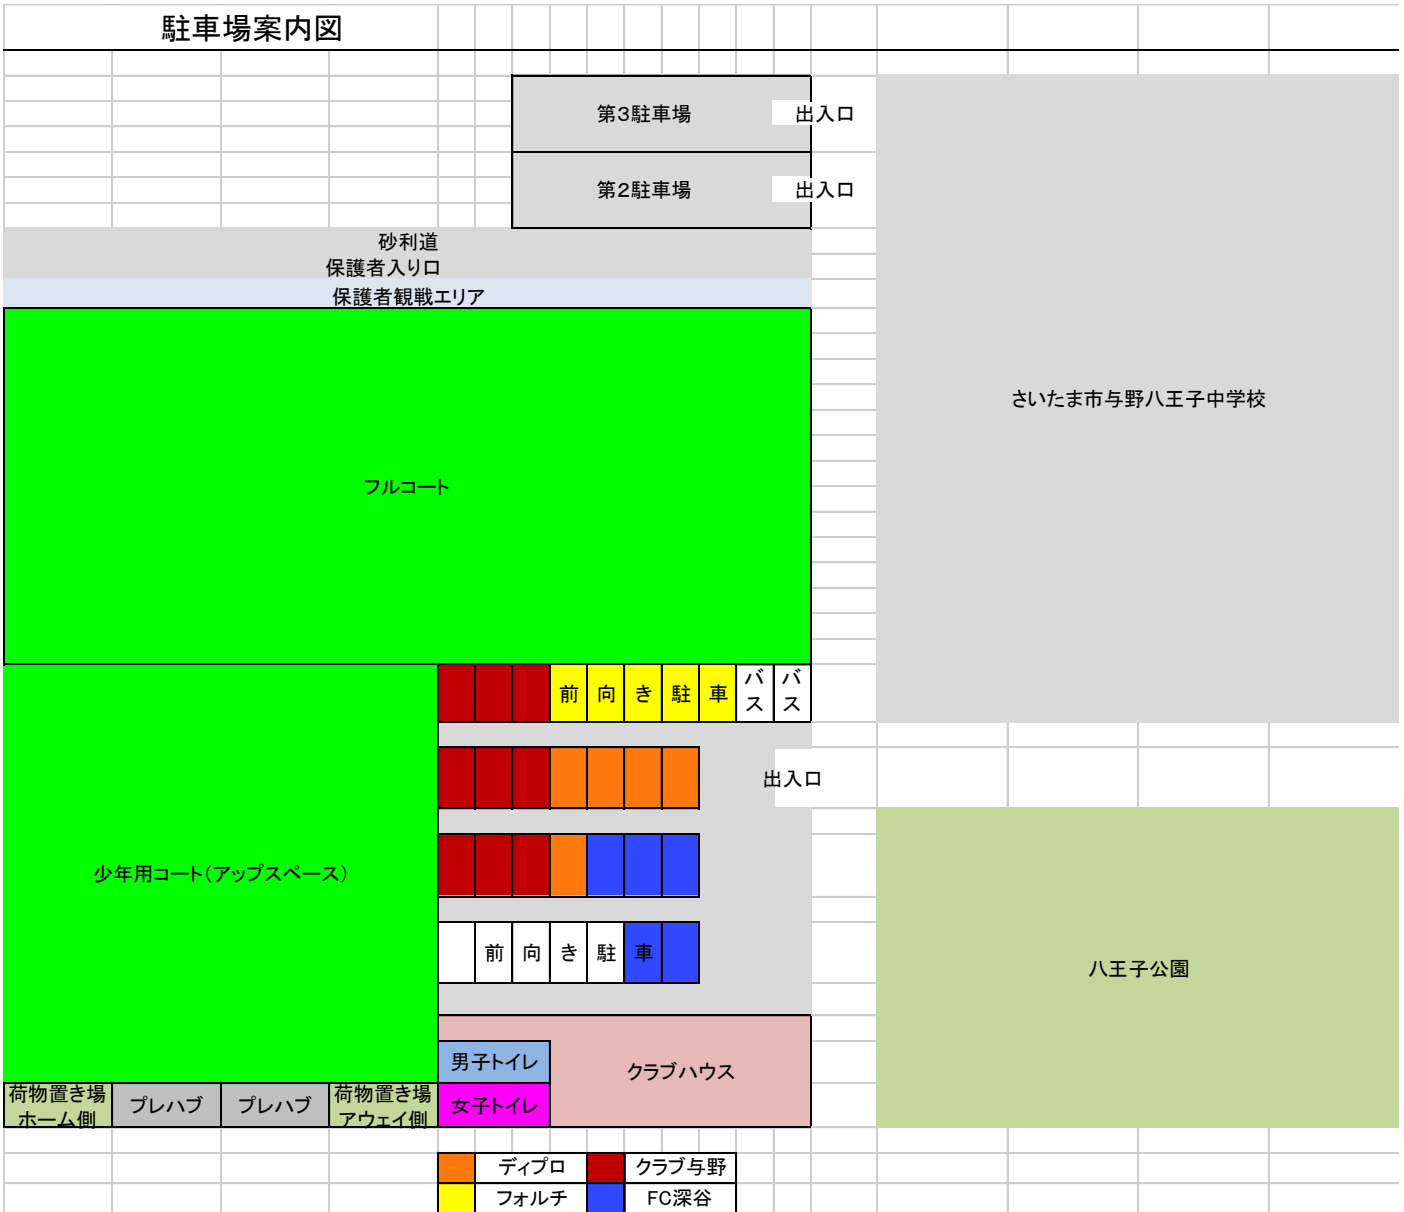 駐車場案内図
第3駐車場
出入口
第2駐車場
出入口
砂利道
保護者入り口
保護者観戦エリア
さいたま市与野八王子中学校
フルコート
前 向 き 駐 車 バス バス
出入口
少年用コート(アップスペース)
前 向 き 駐 車
八王子公園
男子トイレ
クラブハウス
荷物置き場
ホーム側
プレハブ
プレハブ
荷物置き場
アウェイ側
女子トイレ
ディプロ
クラブ与野
フォルチ
FC深谷